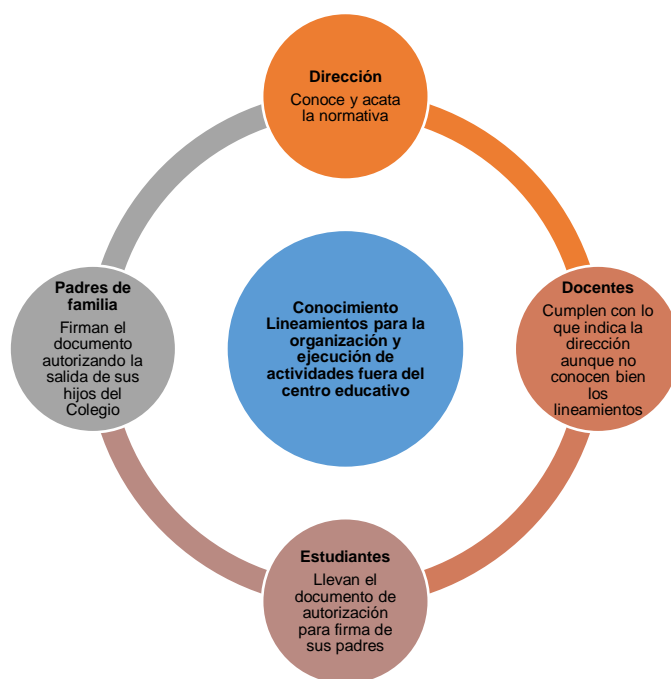 Dirección
Conoce y acata
la normativa
Padres de
familia
Firman el
documento
autorizando la
salida de sus
hijos del
Colegio
Conocimiento
Lineamientos para la
organización y
ejecución de
actividades fuera del
centro educativo
Docentes
Cumplen con lo
que indica la
dirección
aunque no
conocen bien
los
lineamientos
Estudiantes
Llevan el
documento de
autorización
para firma de
sus padres